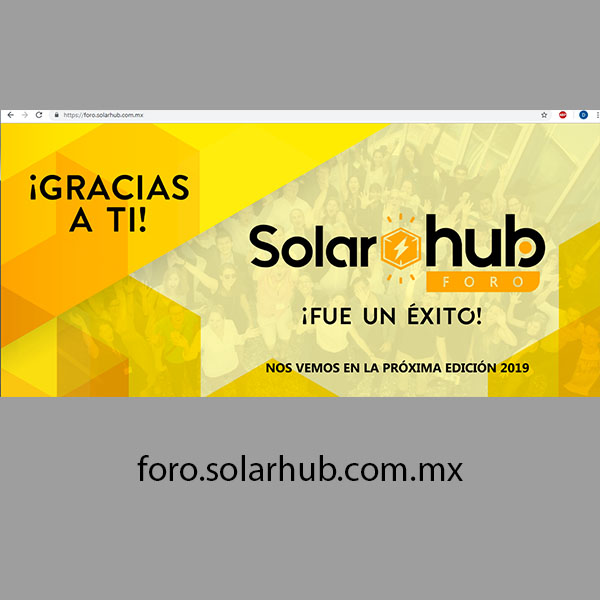 https://foro.solarhub.com.mx
¡GRACIAS
A TI!
Solar hub
FORO
¡FUE UN ÉXITO!
NOS VEMOS EN LA PRÓXIMA EDICIÓN 2019
foro.solarhub.com.mx